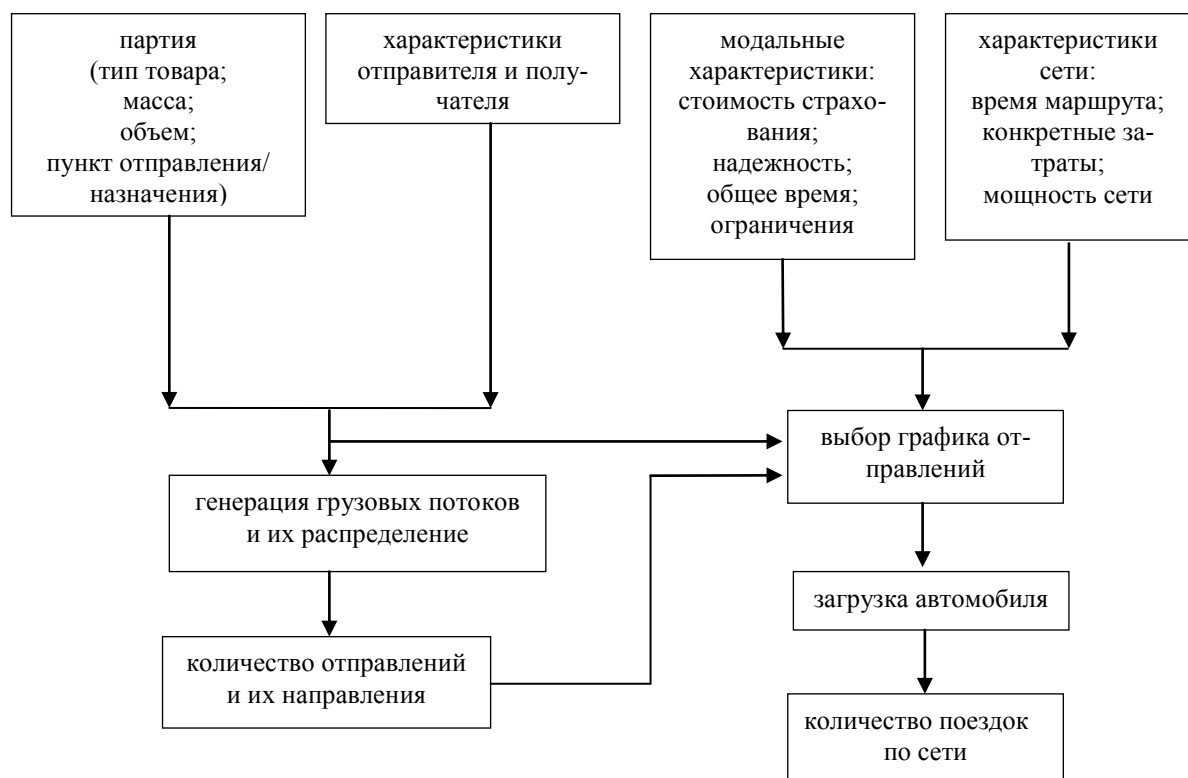 партия
(тип товара;
масса;
объем;
пункт отправления/
назначения)
характеристики
отправителя и полу-
чателя
модальные
характеристики:
стоимость страхо-
вания;
надежность;
общее время;
ограничения
характеристики
сети:
время маршрута;
конкретные за-
траты;
мощность сети
выбор графика от-
правлений
генерация грузовых потоков
и их распределение
загрузка автомобиля
количество отправлений
и их направления
количество поездок
по сети